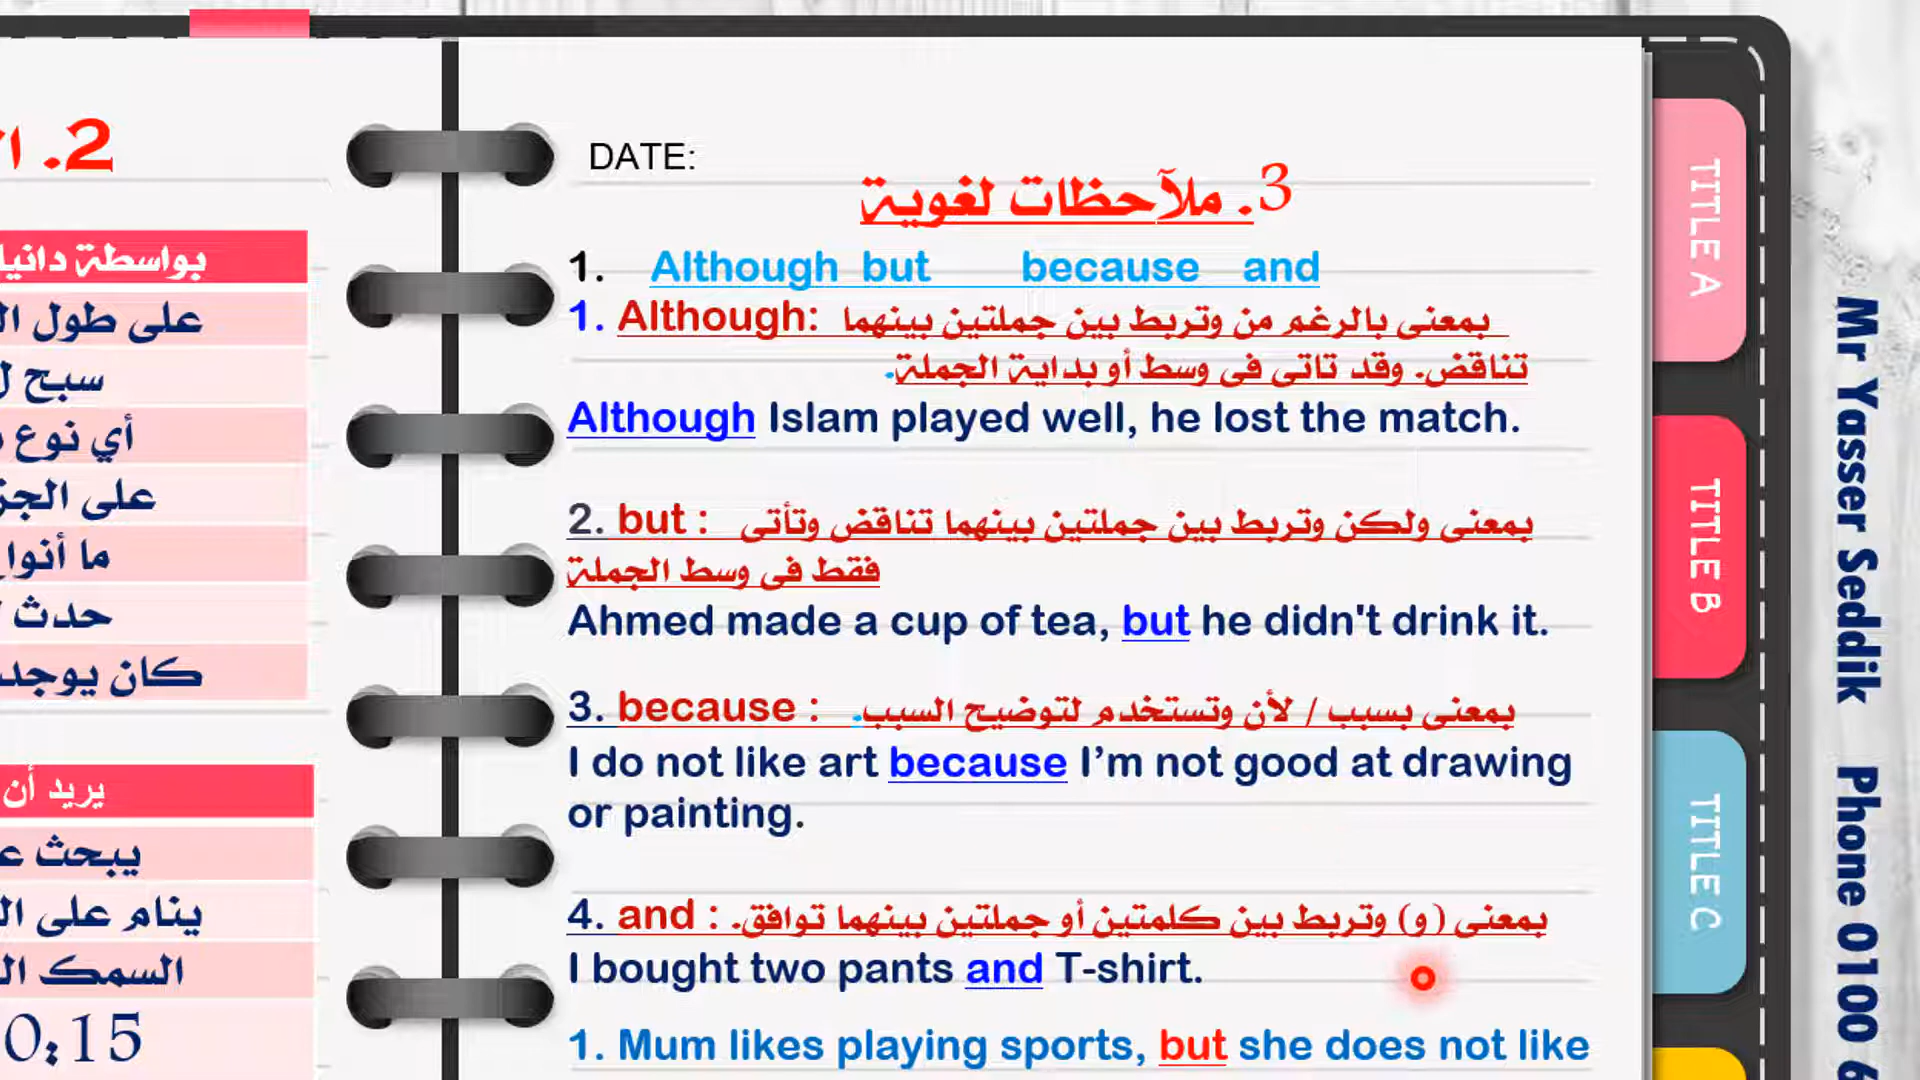 2. ا
بواسطة دانيا
على طول ال
سبح ل
أي نوع
على الجز
ما أنوا
حدث
كان يوجد
يريد أن
يبحث ع
ينام على ال
السمك ال
0:15
DATE:
3. ملآحظات لغوية
1. Although but because and
1. Although: بمعنى بالرغم من وتربط بين جملتين بينهما
تناقض. وقد تاتى فى وسط أو بداية الجملة.
Although Islam played well, he lost the match.
2. but : بمعنى ولكن وتربط بين جملتين بينهما تناقض وتأتى
فقط فى وسط الجملة
Ahmed made a cup of tea, but he didn't drink it.
3. because : بمعنى بسبب / لأن وتستخدم لتوضيح السبب.
I do not like art because I’m not good at drawing
or painting.
4. and : بمعنى (و) وتربط بين كلمتين أو جملتين بينهما توافق.
I bought two pants and T-shirt.
1. Mum likes playing sports, but she does not like
TITLE A
TITLE B
TITLE C
Mr Yasser Seddik Phone 0100 6